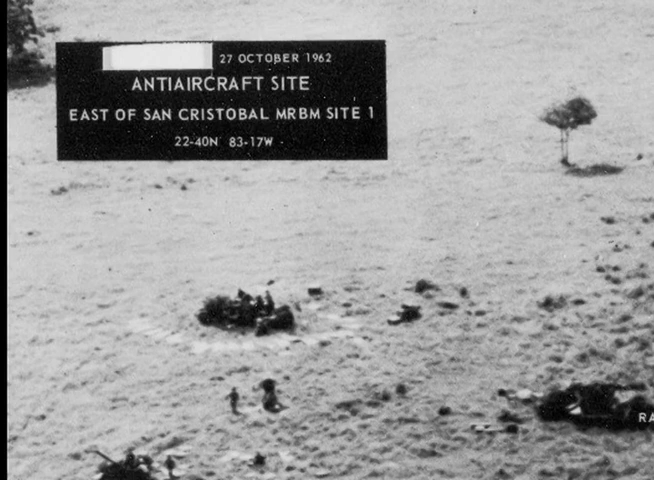 27 OCTOBER 1962
ANTIAIRCRAFT SITE
EAST OF SAN CRISTOBAL MRBM SITE 1
22-40N 83-17W